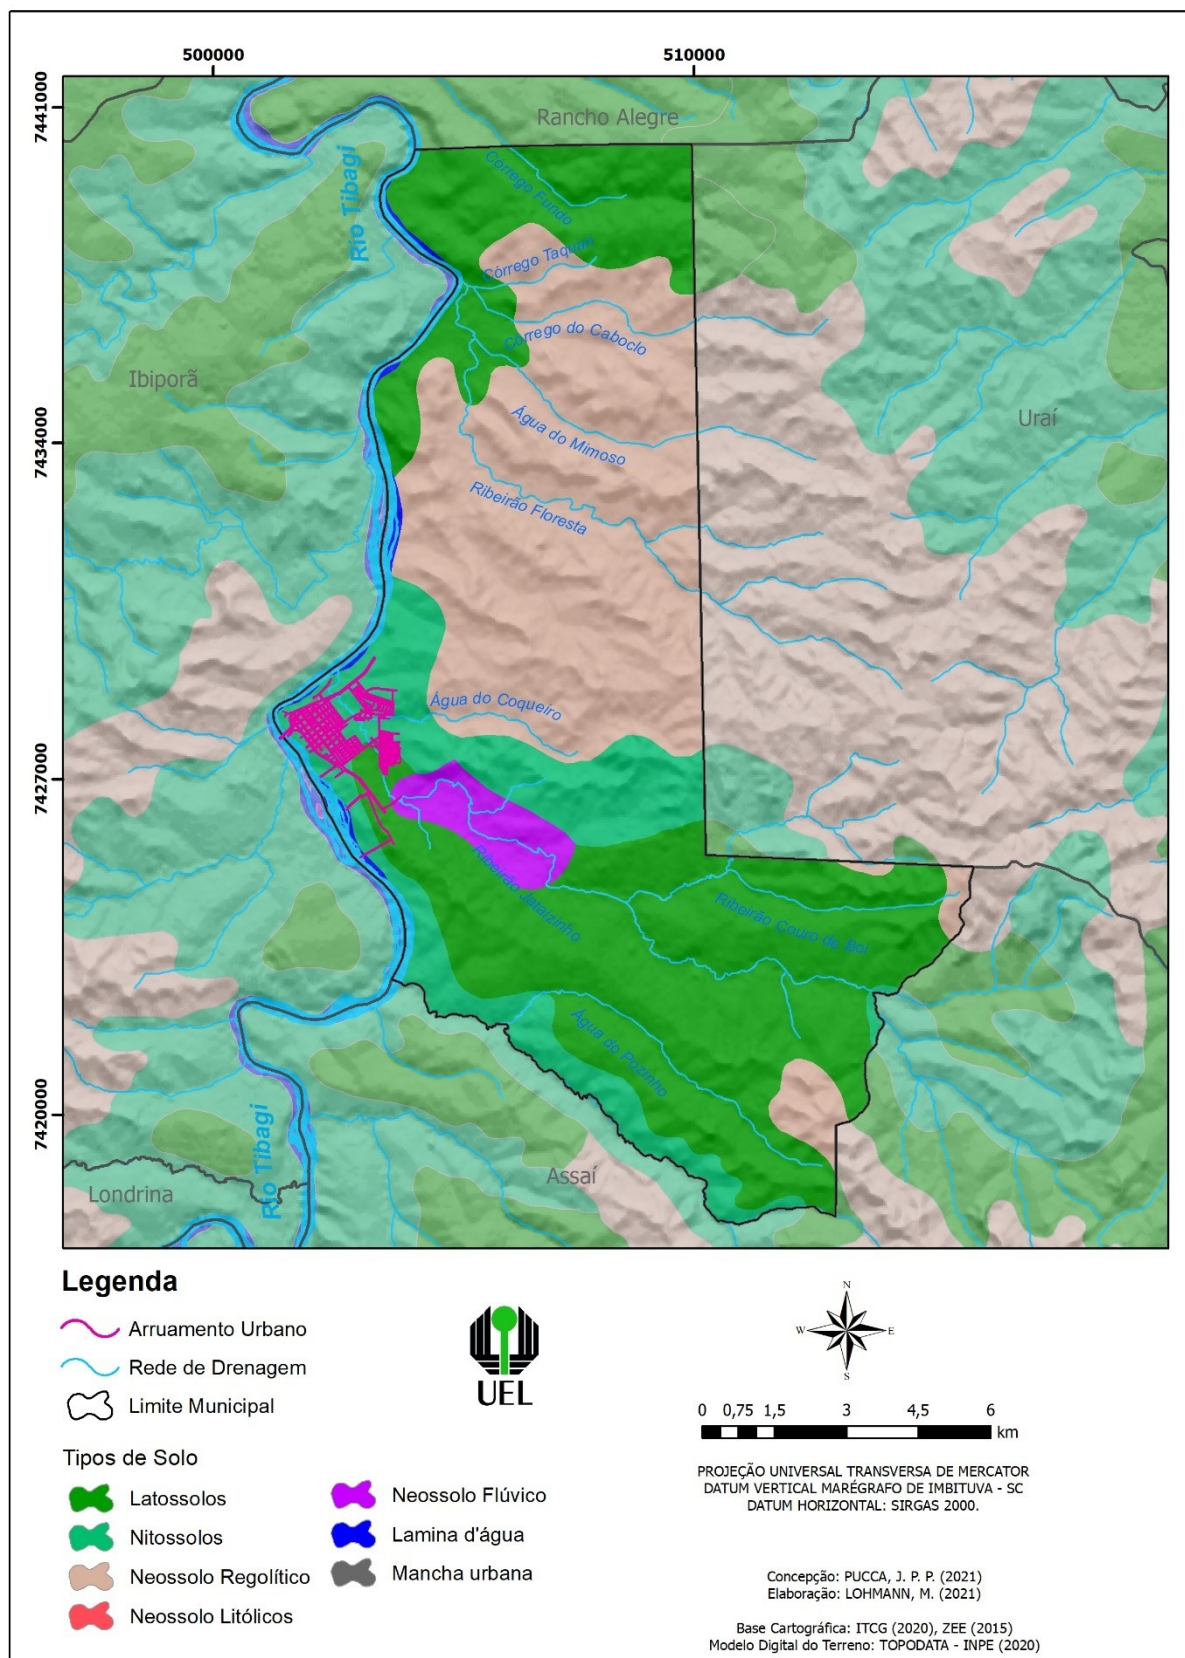 500000
510000
7441000
7434000
7427000
7420000
Rancho Alegre
Rio Tibagi
Córrego Fundo
Córrego Taquari
Córrego do Caboclo
Ibiporã
Uraí
Água do Mimoso
Ribeirão Floresta
Água do Coqueiro
Ribeirão Jataizinho
Ribeirão Couro de Boi
Água do Pozinho
Rio Tibagi
Assaí
Londrina
Legenda
Arruamento Urbano
Rede de Drenagem
Limite Municipal
Tipos de Solo
Latossolos
Nitossolos
Neossolo Regolítico
Neossolo Litólicos
Neossolo Flúvico
Lamina d'água
Mancha urbana
UEL
N
W E
S
0 0,75 1,5 3 4,5 6
km
PROJEÇÃO UNIVERSAL TRANSVERSA DE MERCATOR
DATUM VERTICAL MARÉGRAFO DE IMBITUVA - SC
DATUM HORIZONTAL: SIRGAS 2000.
Concepção: PUCCA, J. P. P. (2021)
Elaboração: LOHMANN, M. (2021)
Base Cartográfica: ITCG (2020), ZEE (2015)
Modelo Digital do Terreno: TOPODATA - INPE (2020)